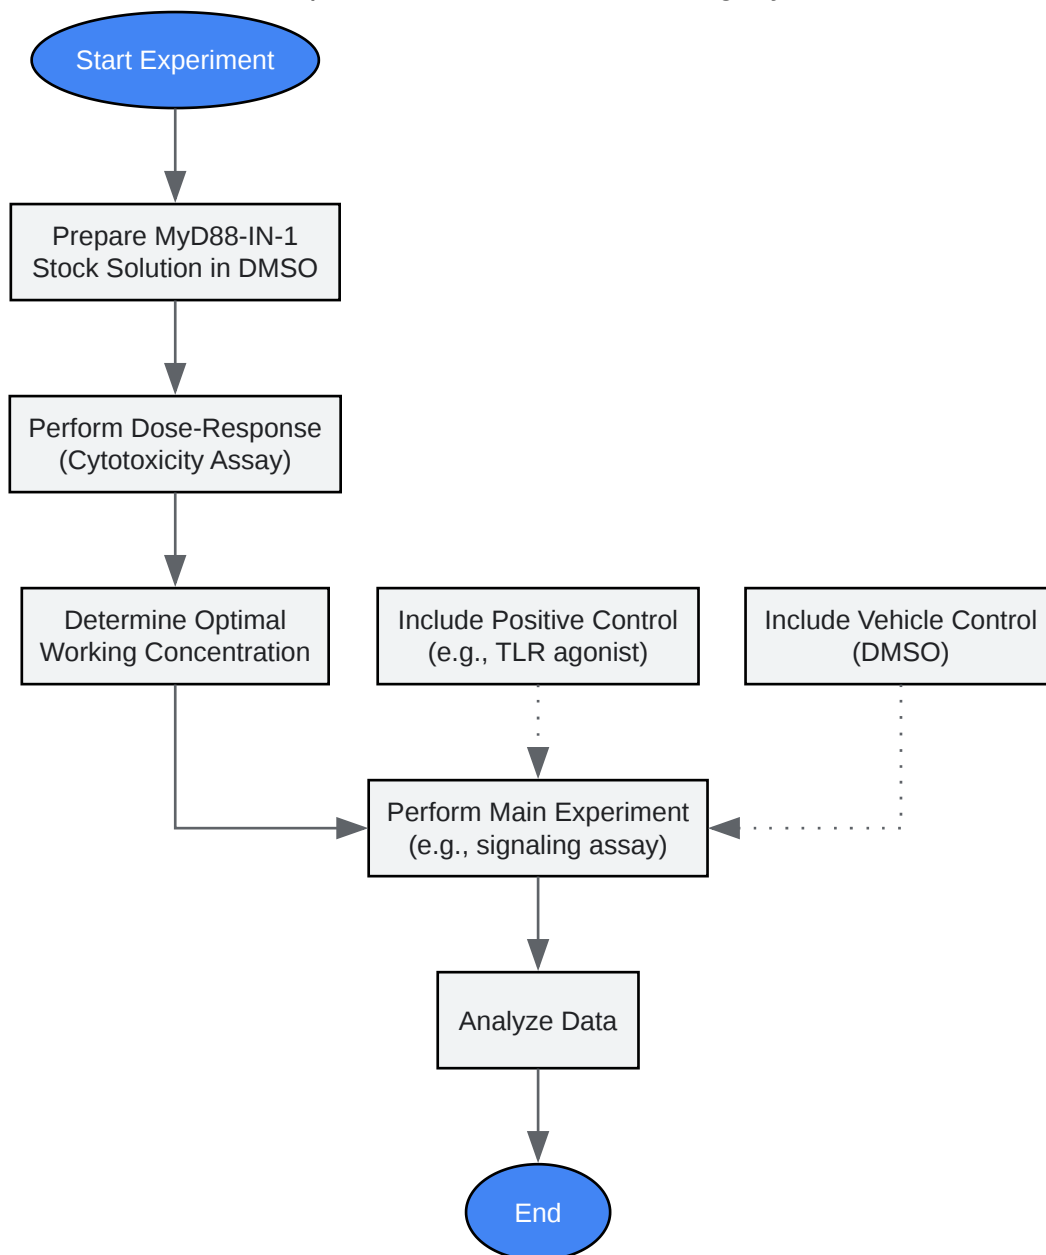 Start Experiment
Prepare MyD88-IN-1
Stock Solution in DMSO
Perform Dose-Response
(Cytotoxicity Assay)
Determine Optimal
Working Concentration
Include Positive Control
(e.g., TLR agonist)
Include Vehicle Control
(DMSO)
Perform Main Experiment
(e.g., signaling assay)
Analyze Data
End